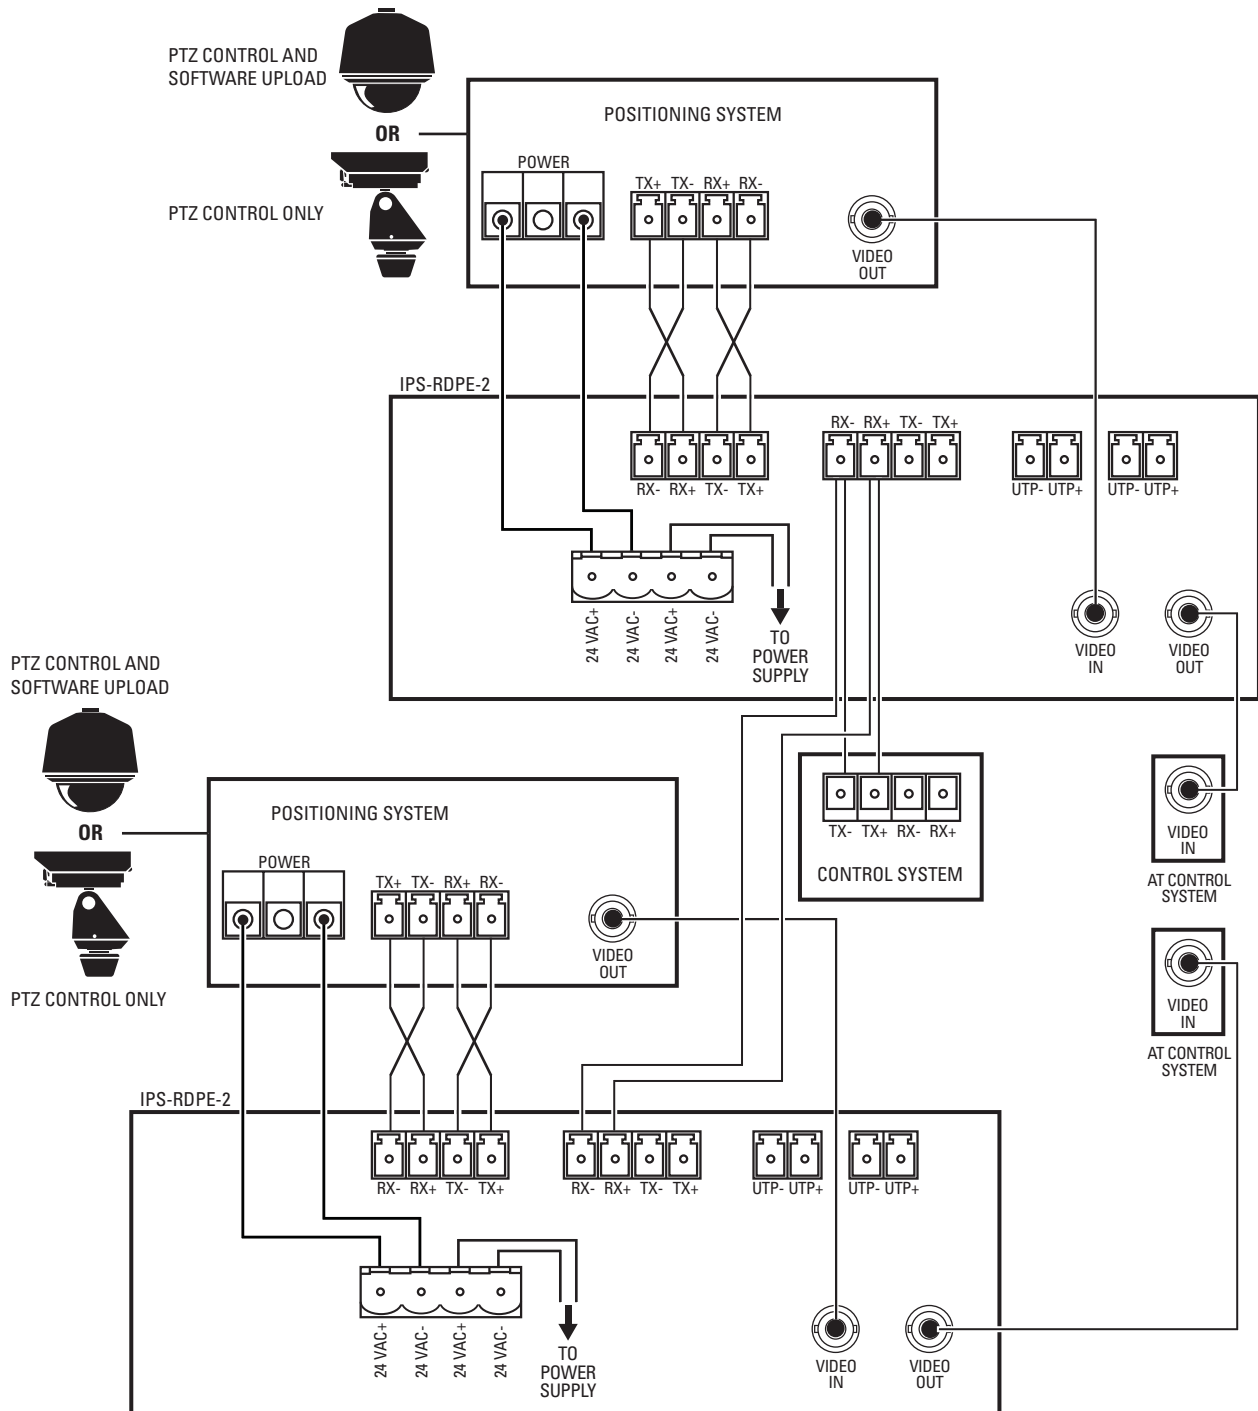 PTZ CONTROL AND
SOFTWARE UPLOAD
OR
PTZ CONTROL ONLY
POSITIONING SYSTEM
POWER
TX+ TX- RX+ RX-
VIDEO
OUT
IPS-RDPE-2
RX- RX+ TX- TX+
RX- RX+ TX- TX+
UTP- UTP+ UTP- UTP+
24 VAC+
24 VAC-
24 VAC+
24 VAC-
TO
POWER
SUPPLY
VIDEO
IN
VIDEO
OUT
PTZ CONTROL AND
SOFTWARE UPLOAD
OR
PTZ CONTROL ONLY
POSITIONING SYSTEM
POWER
TX+ TX- RX+ RX-
VIDEO
OUT
TX- TX+ RX- RX+
CONTROL SYSTEM
VIDEO
IN
AT CONTROL
SYSTEM
VIDEO
IN
AT CONTROL
SYSTEM
IPS-RDPE-2
RX- RX+ TX- TX+
RX- RX+ TX- TX+
UTP- UTP+ UTP- UTP+
24 VAC+
24 VAC-
24 VAC+
24 VAC-
TO
POWER
SUPPLY
VIDEO
IN
VIDEO
OUT